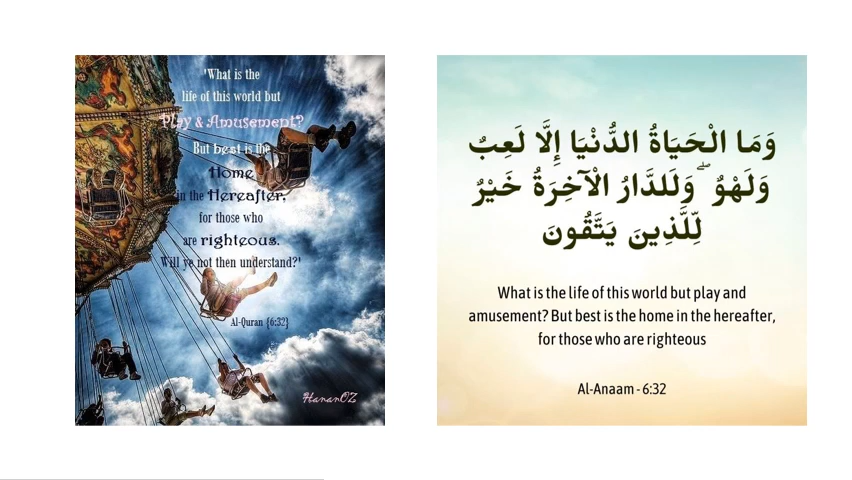 'What is the
life of this world but
Play & Amusement?
But best is the
Home
in the Hereafter,
for those who
are righteous.
Will ye not then understand?'
Al-Quran {6:32}
HananOZ
وَمَا الْحَيَاةُ الدُّنْيَا إِلَّا لَعِبٌ
وَلَهْوٌ ۖ وَلَلدَّارُ الْآخِرَةُ خَيْرٌ
لِّلَّذِينَ يَتَّقُونَ
What is the life of this world but play and
amusement? But best is the home in the hereafter,
for those who are righteous
Al-Anaam - 6:32